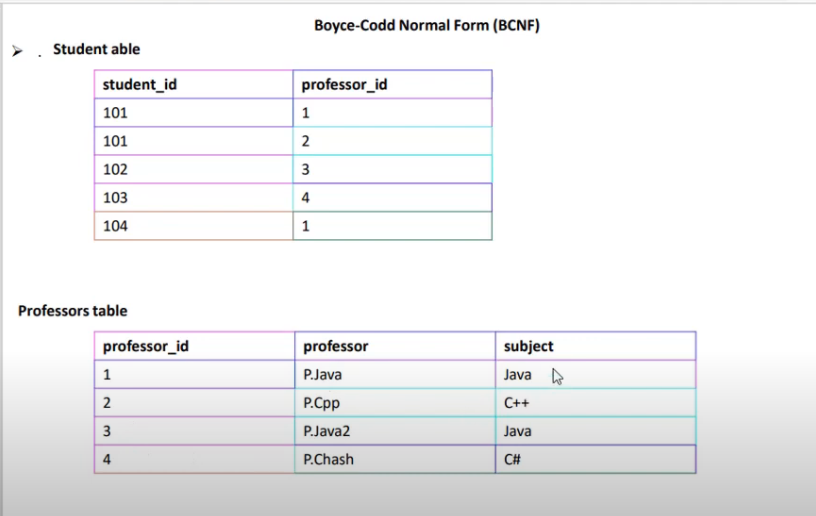 Boyce-Codd Normal Form (BCNF)
➢ . Student able
student_id professor_id
101 1
101 2
102 3
103 4
104 1
Professors table
professor_id professor subject
1 P.Java Java
2 P.Cpp C++
3 P.Java2 Java
4 P.Chash C#